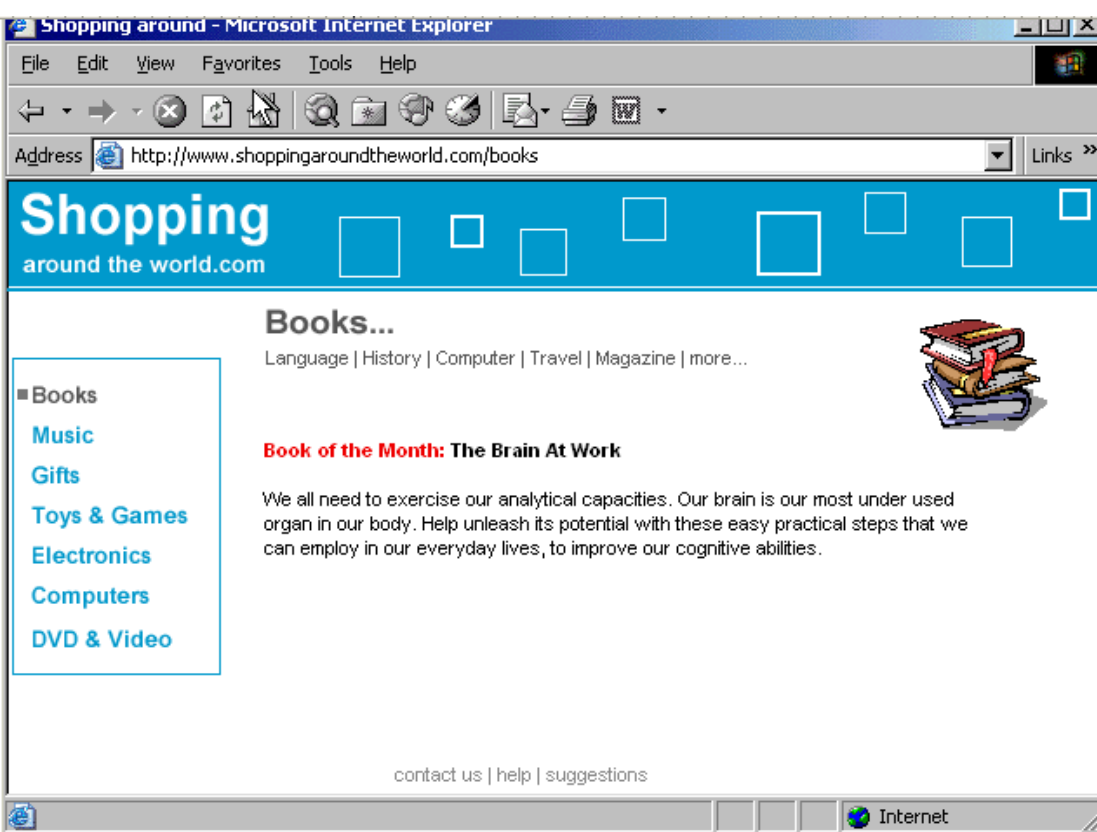 Shopping around - Microsoft Internet Explorer
File Edit View Favorites Tools Help
W
Address http://www.shoppingaroundtheworld.com/books Links »
Shopping
around the world.com
Books...
Language | History | Computer | Travel | Magazine | more...
Books
Music
Gifts
Toys & Games
Electronics
Computers
DVD & Video
Book of the Month: The Brain At Work
We all need to exercise our analytical capacities. Our brain is our most under used
organ in our body. Help unleash its potential with these easy practical steps that we
can employ in our everyday lives, to improve our cognitive abilities.
contact us | help | suggestions
Internet